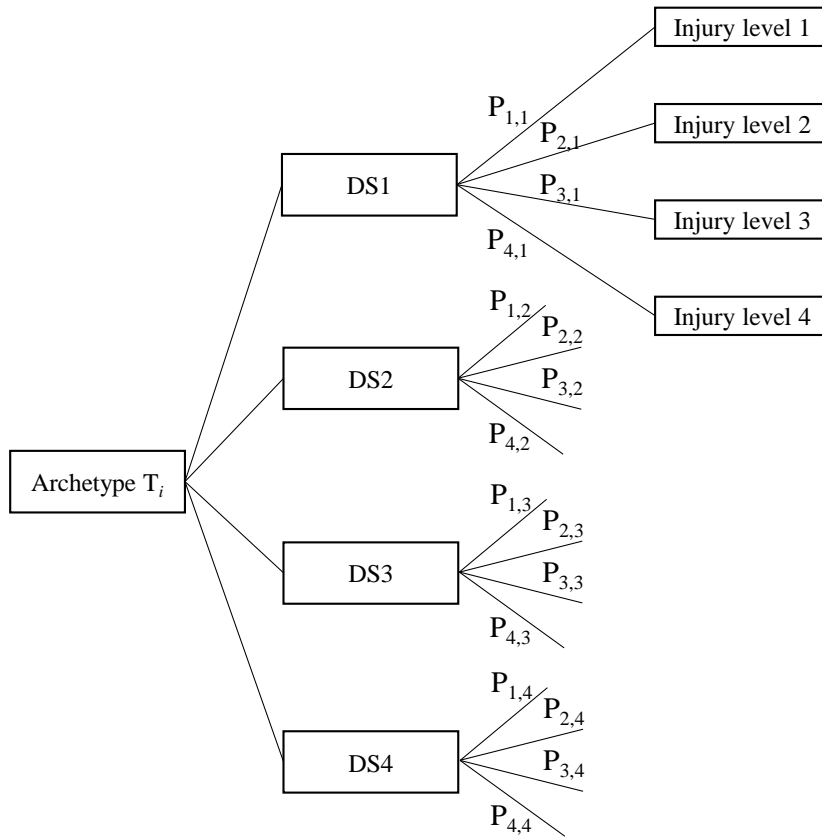 Injury level 1
P1,1
Injury level 2
P2,1
DS1
P3,1
Injury level 3
P4,1
Injury level 4
P1,2
P2,2
DS2
P3,2
P4,2
Archetype Ti
P1,3
P2,3
DS3
P3,3
P4,3
P1,4
P2,4
DS4
P3,4
P4,4